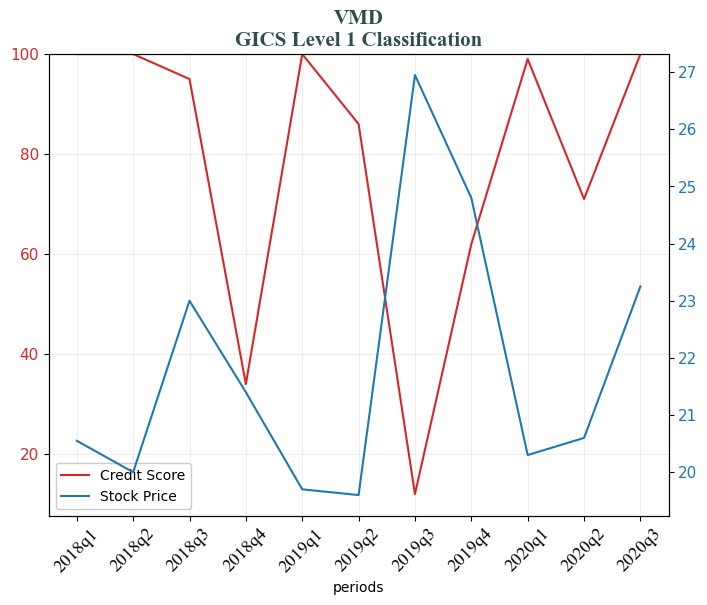 VMD
GICS Level 1 Classification
100
80
60
40
20
27
26
25
24
23
22
21
20
Credit Score
Stock Price
2018q1
2018q2
2018q3
2018q4
2019q1
2019q2
2019q3
2019q4
2020q1
2020q2
2020q3
periods